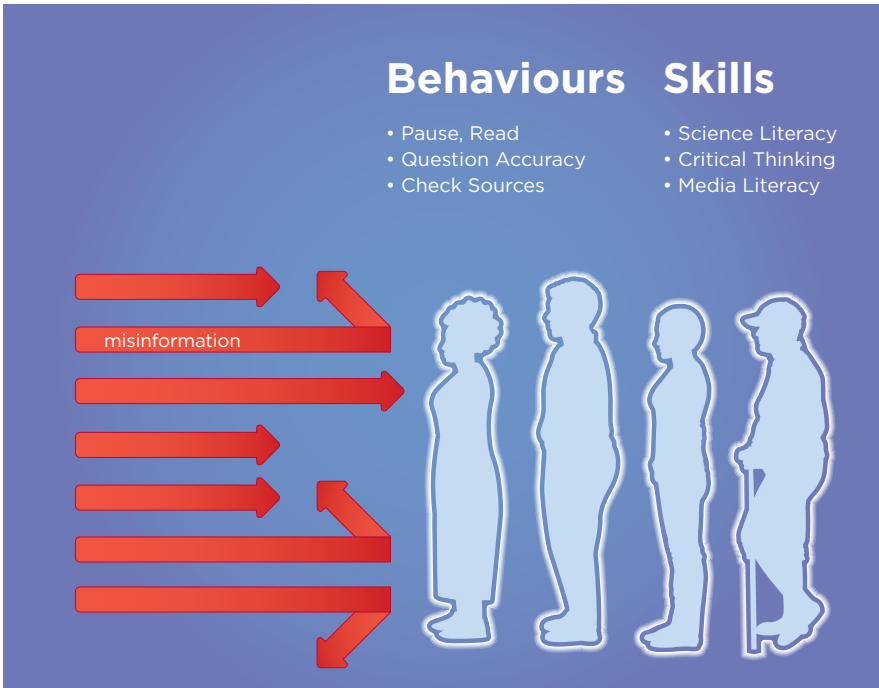 Behaviours
• Pause, Read
• Question Accuracy
• Check Sources
Skills
• Science Literacy
• Critical Thinking
• Media Literacy
misinformation